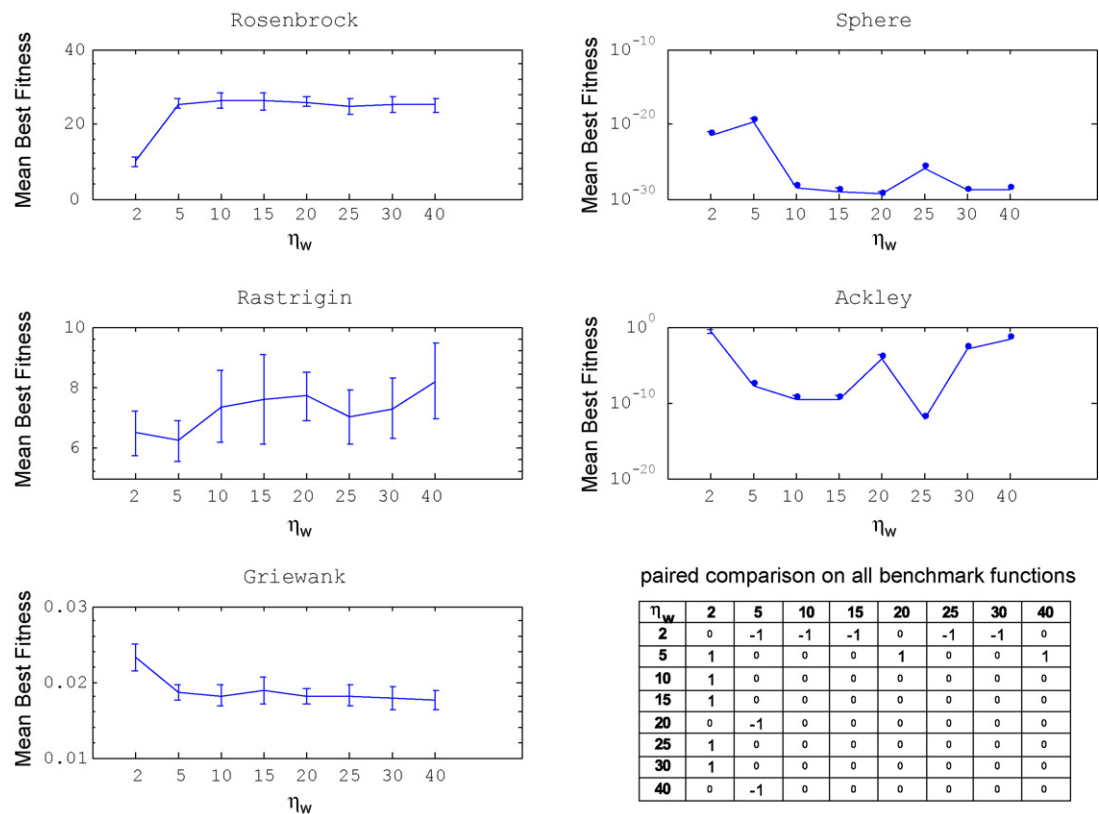 Rosenbrock
Mean Best Fitness
40
20
0
2 5 10 15 20 25 30 40
η_w
Sphere
Mean Best Fitness
10^-10
10^-20
10^-30
2 5 10 15 20 25 30 40
η_w
Rastrigin
Mean Best Fitness
10
8
6
2 5 10 15 20 25 30 40
η_w
Ackley
Mean Best Fitness
10^0
10^-10
10^-20
2 5 10 15 20 25 30 40
η_w
Griewank
Mean Best Fitness
0.03
0.02
0.01
2 5 10 15 20 25 30 40
η_w
paired comparison on all benchmark functions
η_w 2 5 10 15 20 25 30 40
2 0 -1 -1 -1 0 -1 -1 0
5 1 0 0 0 1 0 0 1
10 1 0 0 0 0 0 0 0
15 1 0 0 0 0 0 0 0
20 0 -1 0 0 0 0 0 0
25 1 0 0 0 0 0 0 0
30 1 0 0 0 0 0 0 0
40 0 -1 0 0 0 0 0 0